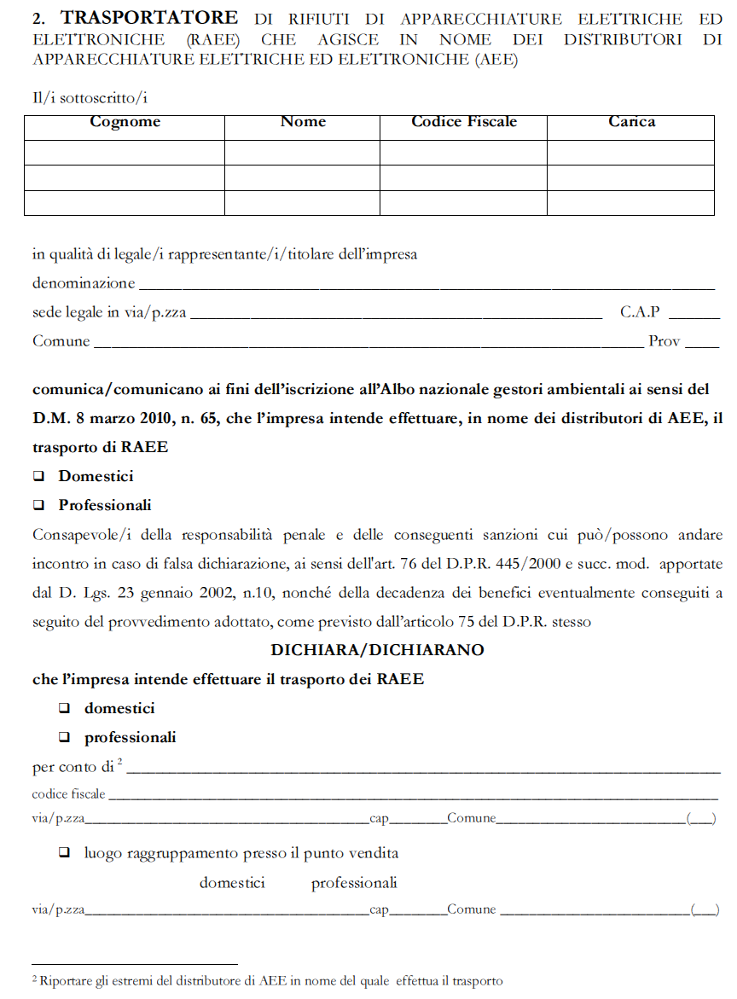 2. TRASPORTATORE DI RIFIUTI DI APPARECCHIATURE ELETTRICHE ED
ELETTRONICHE (RAEE) CHE AGISCE IN NOME DEI DISTRIBUTORI DI
APPARECCHIATURE ELETTRICHE ED ELETTRONICHE (AEE)
Il/i sottoscritto/i
Cognome Nome Codice Fiscale Carica
in qualità di legale/i rappresentante/i/titolare dell'impresa
denominazione ____________________
sede legale in via/p.zza ____________________ C.A.P ______
Comune ____________________ Prov ____
comunica/comunicano ai fini dell'iscrizione all'Albo nazionale gestori ambientali ai sensi del
D.M. 8 marzo 2010, n. 65, che l'impresa intende effettuare, in nome dei distributori di AEE, il
trasporto di RAEE
❑ Domestici
❑ Professionali
Consapevole/i della responsabilità penale e delle conseguenti sanzioni cui può/possono andare
incontro in caso di falsa dichiarazione, ai sensi dell'art. 76 del D.P.R. 445/2000 e succ. mod. apportate
dal D. Lgs. 23 gennaio 2002, n.10, nonché della decadenza dei benefici eventualmente conseguiti a
seguito del provvedimento adottato, come previsto dall'articolo 75 del D.P.R. stesso
DICHIARA/DICHIARANO
che l'impresa intende effettuare il trasporto dei RAEE
❑ domestici
❑ professionali
per conto di ² ____________________
codice fiscale ____________________
via/p.zza____________________cap________Comune____________________(___)
❑ luogo raggruppamento presso il punto vendita
domestici professionali
via/p.zza____________________cap________Comune ____________________(___)
² Riportare gli estremi del distributore di AEE in nome del quale effettua il trasporto